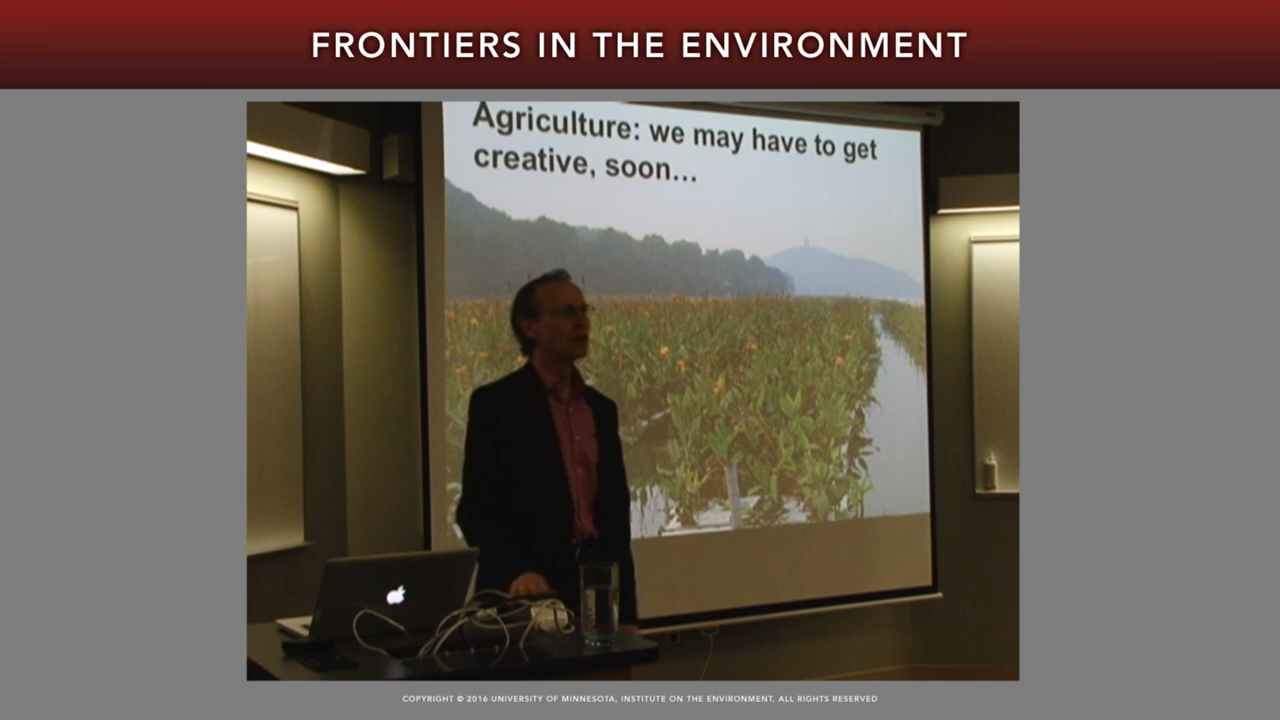 FRONTIERS IN THE ENVIRONMENT
Agriculture: we may have to get
creative, soon...
COPYRIGHT © 2016 UNIVERSITY OF MINNESOTA, INSTITUTE ON THE ENVIRONMENT, ALL RIGHTS RESERVED